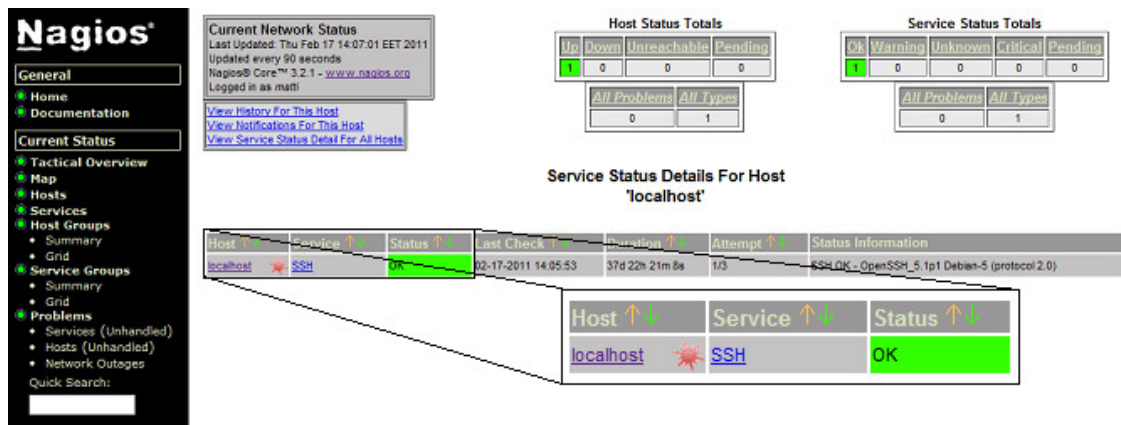 Nagios®
General
Home
Documentation
Current Status
Tactical Overview
Map
Hosts
Services
Host Groups
Summary
Grid
Service Groups
Summary
Grid
Problems
Services (Unhandled)
Hosts (Unhandled)
Network Outages
Quick Search:
Current Network Status
Last Updated: Thu Feb 17 14:07:01 EET 2011
Updated every 90 seconds
Nagios® Core™ 3.2.1 - www.nagios.org
Logged in as matti
View History For This Host
View Notifications For This Host
View Service Status Detail For All Hosts
Host Status Totals
Up Down Unreachable Pending
1 0 0 0
All Problems All Types
0 1
Service Status Totals
Ok Warning Unknown Critical Pending
1 0 0 0 0
All Problems All Types
0 1
Service Status Details For Host
'localhost'
Host Service Status Last Check Duration Attempt Status Information
localhost SSH OK 02-17-2011 14:05:53 37d 22h 21m 8s 1/3 SSH OK - OpenSSH_5.1p1 Debian-5 (protocol 2.0)
Host Service Status
localhost SSH OK